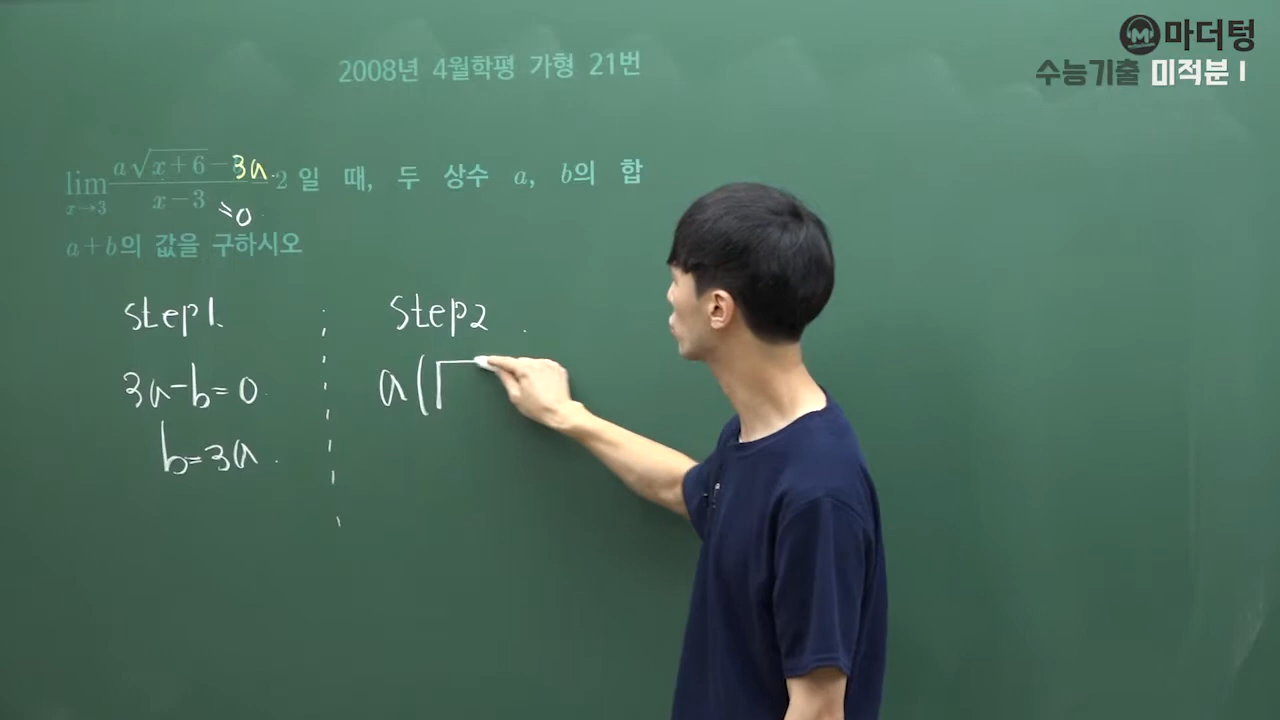 마더텅
수능기출 미적분 I
2008년 4월학평 가형 21번
lim x→3 a√x+6 − 3a / x−3 = 2 일 때, 두 상수 a, b의 합
≒0
a+b의 값을 구하시오
step1.
3a-b=0
b=3a.
step2
a(√